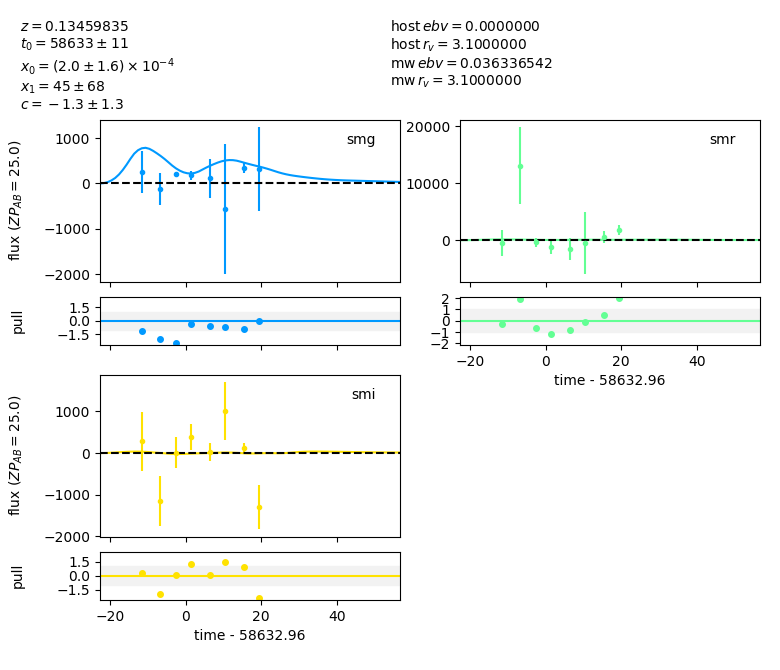 z = 0.13459835
t₀ = 58633 ± 11
x₀ = (2.0 ± 1.6) × 10⁻⁴
x₁ = 45 ± 68
c = −1.3 ± 1.3
host ebv = 0.0000000
host r_v = 3.1000000
mw ebv = 0.036336542
mw r_v = 3.1000000
flux (ZP_AB = 25.0)
1000
0
−1000
−2000
smg
20000
10000
0
smr
pull
1.5
0.0
−1.5
2
1
0
−1
−2
−20 0 20 40
time - 58632.96
flux (ZP_AB = 25.0)
1000
0
−1000
−2000
smi
pull
1.5
0.0
−1.5
−20 0 20 40
time - 58632.96